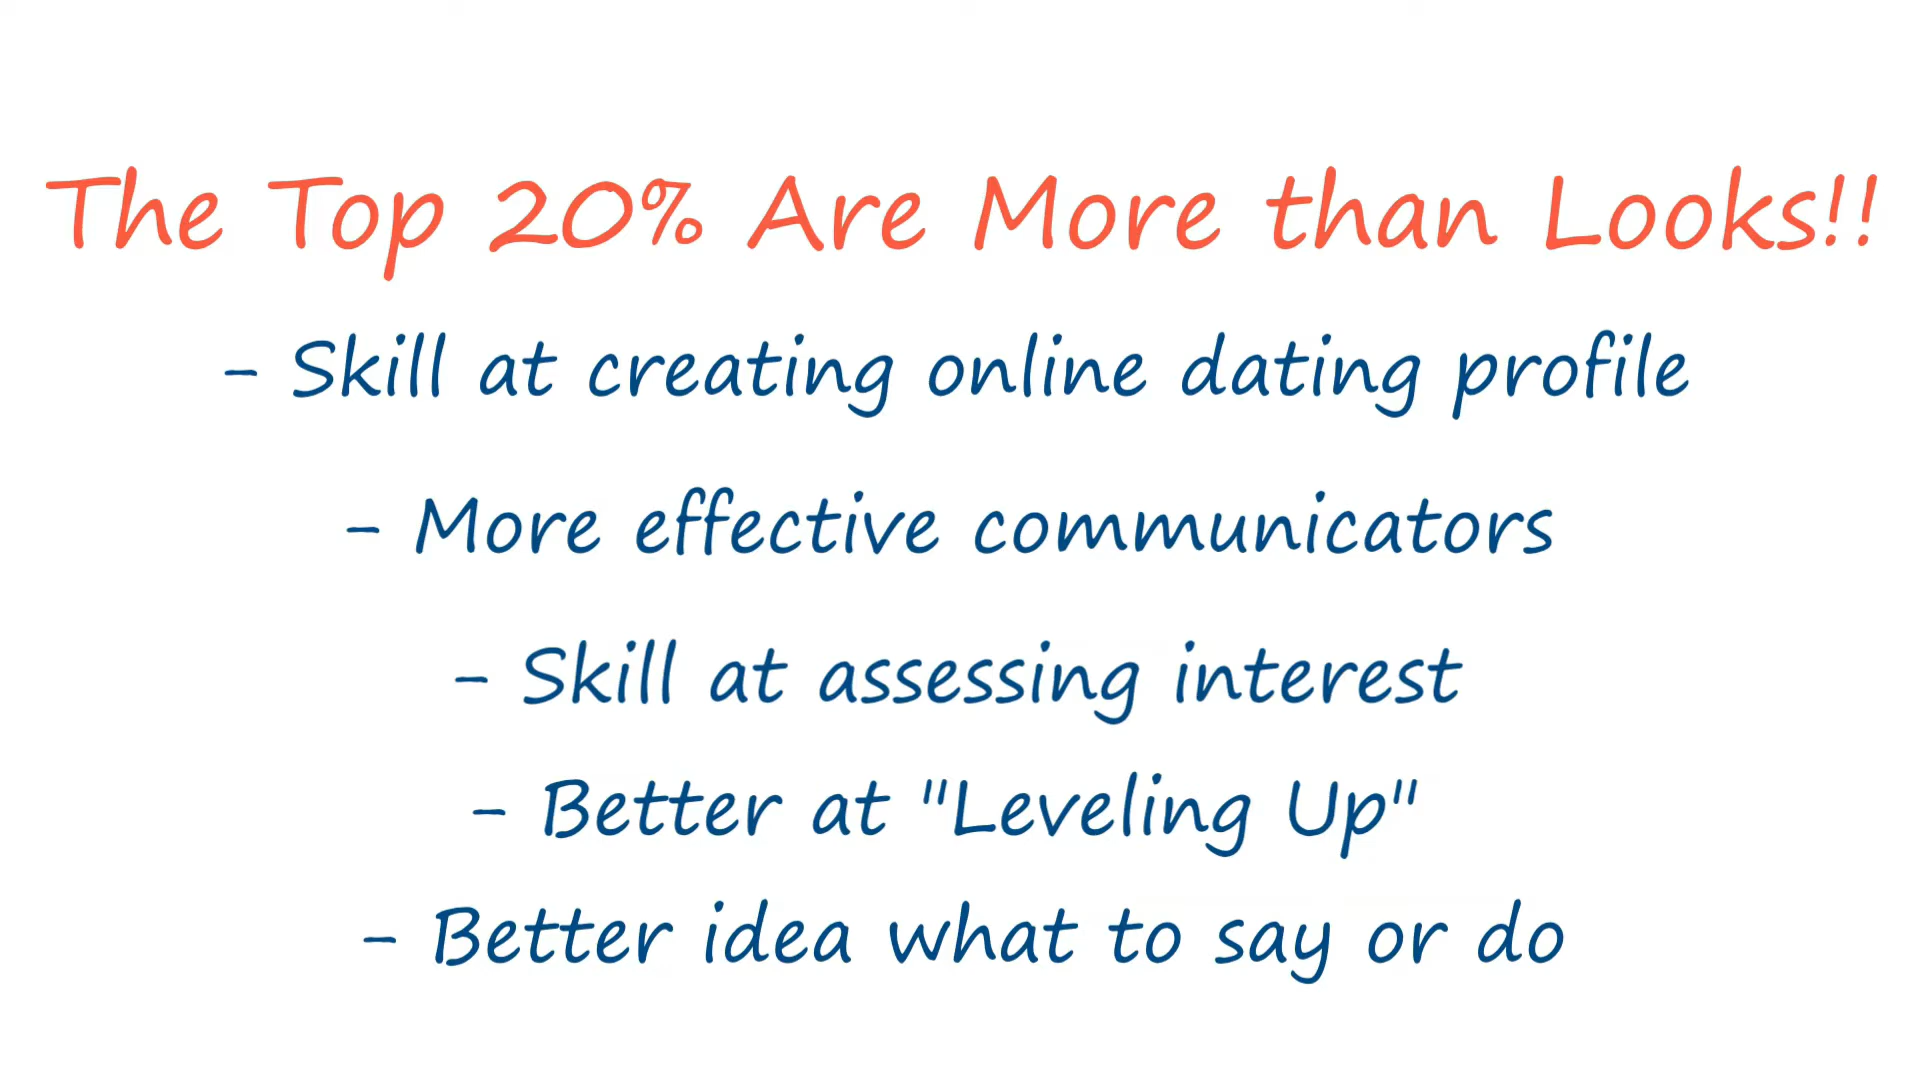 The Top 20% Are More than Looks!!
- Skill at creating online dating profile
- More effective communicators
- Skill at assessing interest
- Better at "Leveling Up"
- Better idea what to say or do